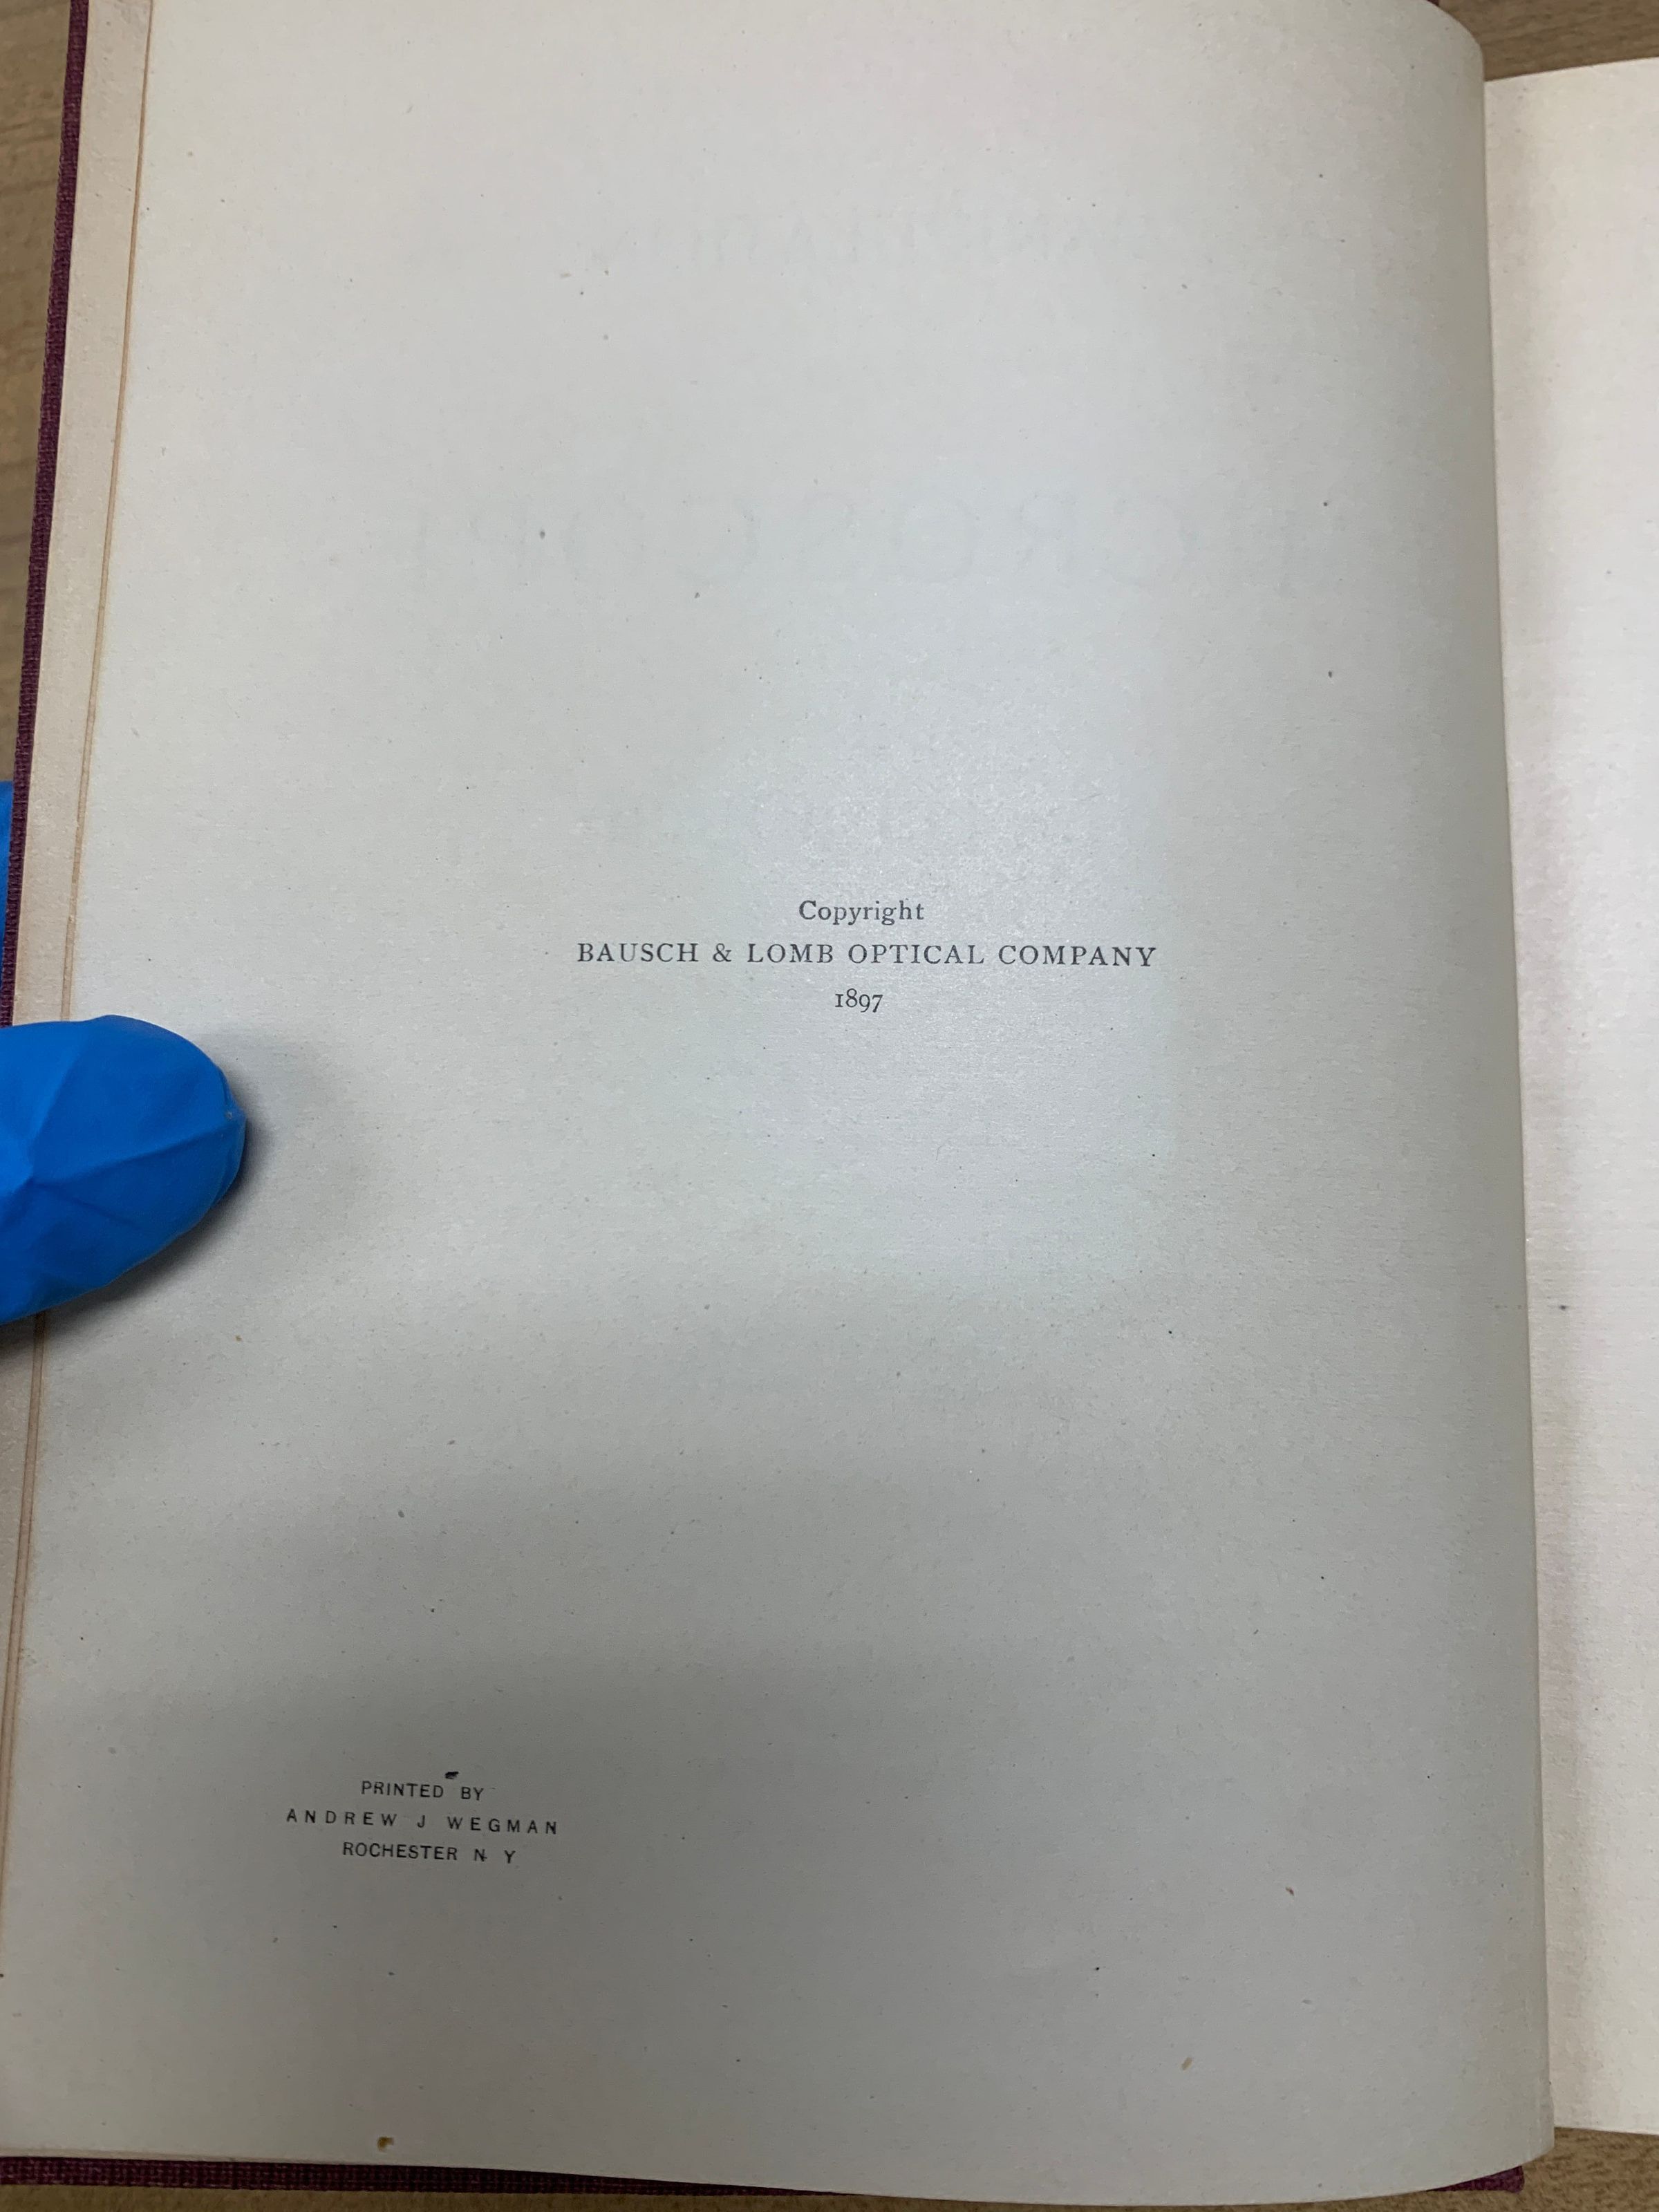 Copyright
BAUSCH & LOMB OPTICAL COMPANY
1897
PRINTED BY
ANDREW J WEGMAN
ROCHESTER N Y